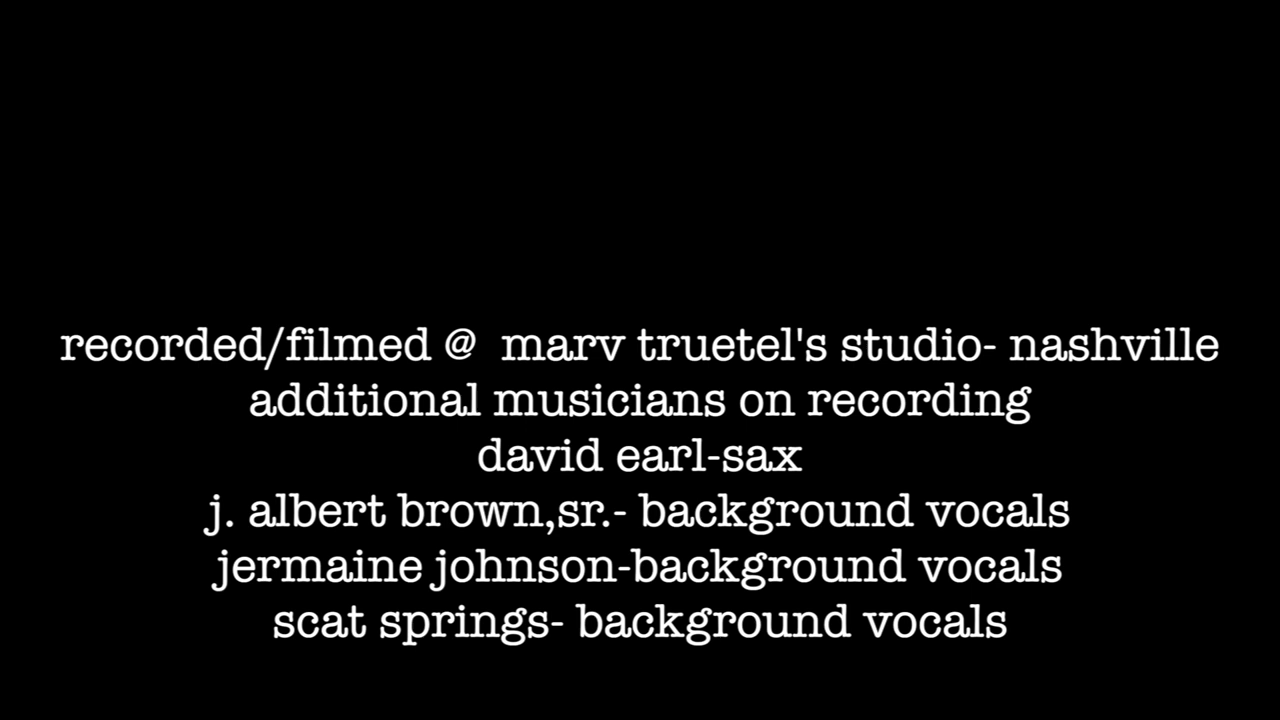 recorded/filmed @  marv truetel's studio- nashville
additional musicians on recording
david earl-sax
j. albert brown,sr.- background vocals
jermaine johnson-background vocals
scat springs- background vocals